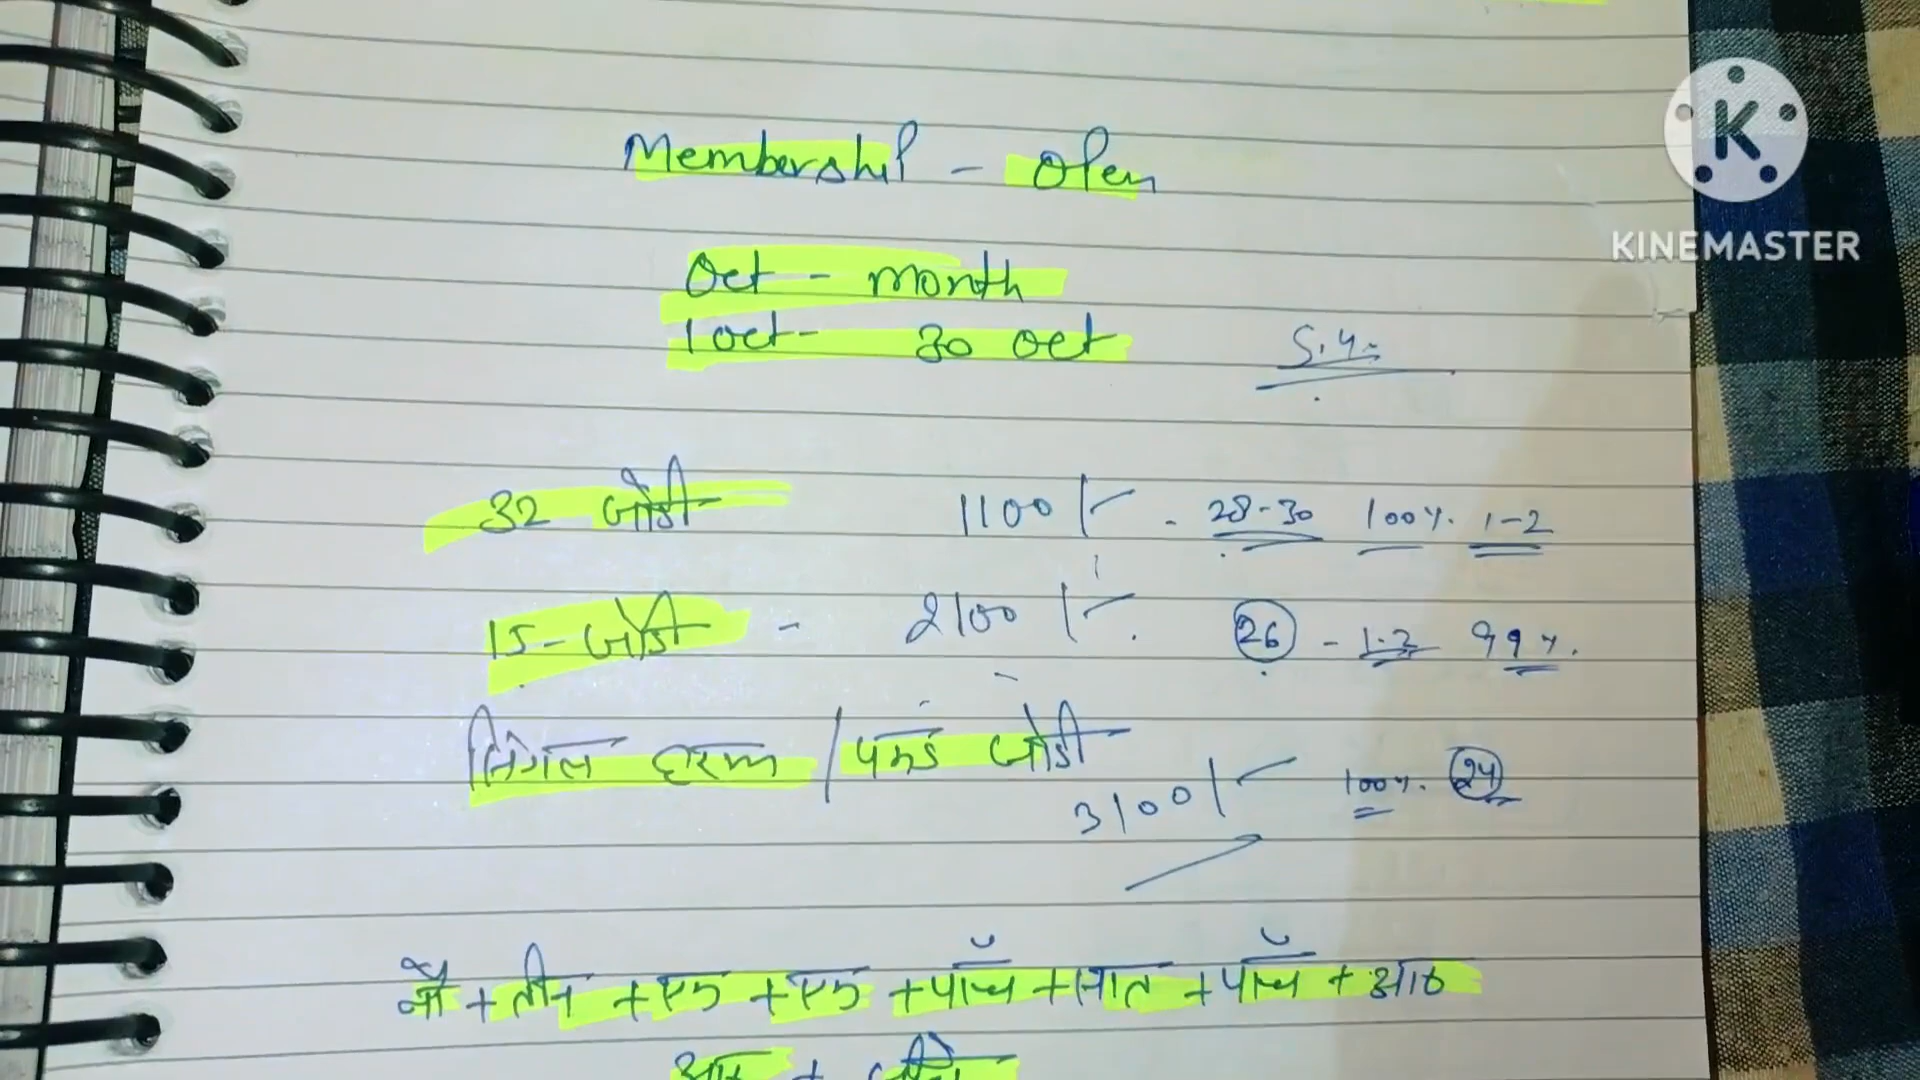 Membership - Open
Oct - month
1 Oct - 30 Oct
KINEMASTER
32 जोडी 1100/- . 28-30 100%. 1-2
15 - जोडी - 2100/- . 26 - 1-2 99%.
सिंगल हरूप / पन्द्रह जोडी
3100/- 100%. 24
नौ + तीन + एक + एक + पाँच + सात + पाँच + आठ